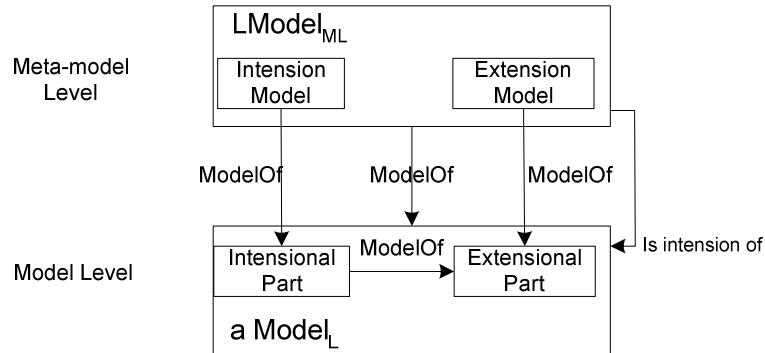 LModelML
Meta-model
Level
Intension
Model
Extension
Model
ModelOf
ModelOf
ModelOf
Is intension of
Model Level
Intensional
Part
ModelOf
Extensional
Part
a ModelL